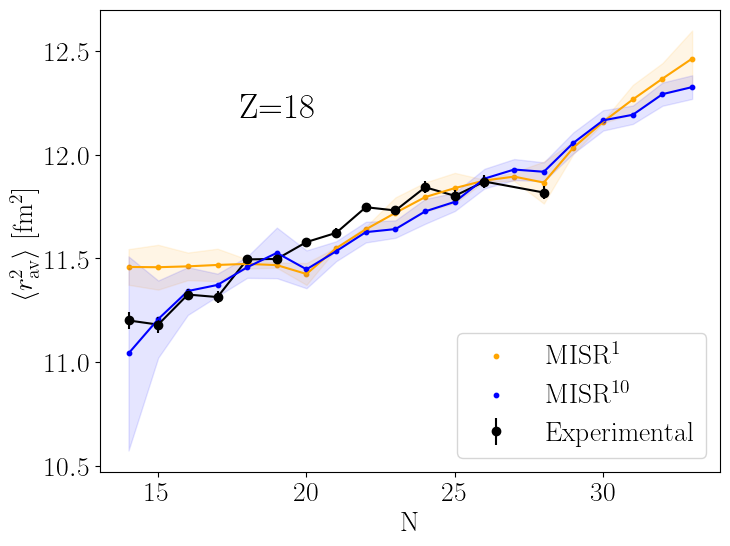 12.5
Z=18
12.0
11.5
11.0
10.5
⟨r²ₐᵥ⟩ [fm²]
MISR¹
MISR¹⁰
Experimental
15 20 25 30
N